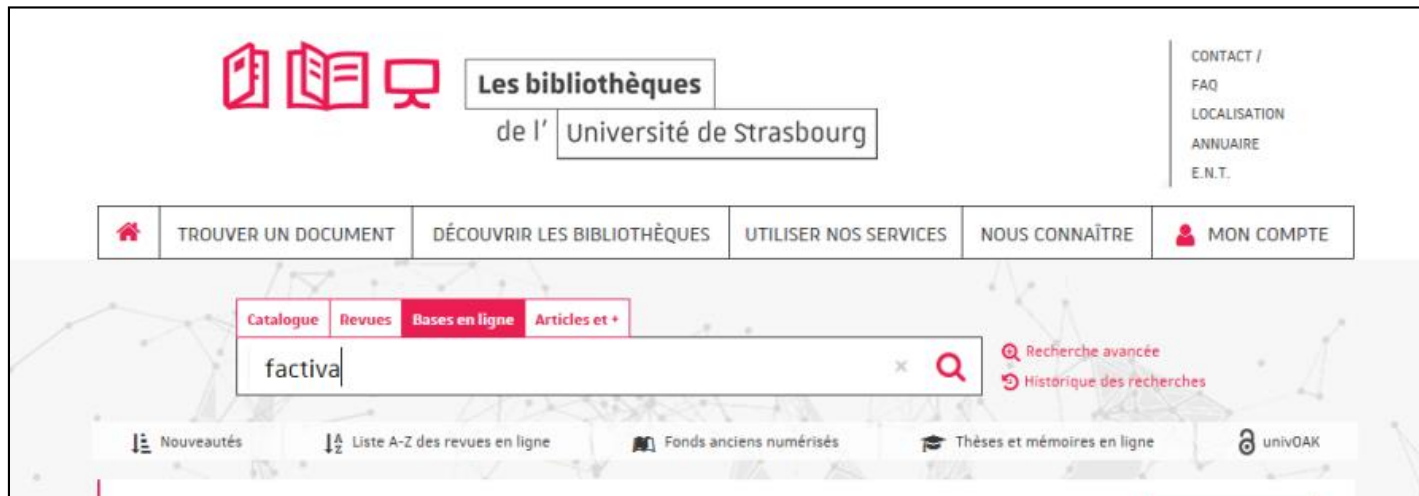 Les bibliothèques
de l' Université de Strasbourg
CONTACT /
FAQ
LOCALISATION
ANNUAIRE
E.N.T.
TROUVER UN DOCUMENT DÉCOUVRIR LES BIBLIOTHÈQUES UTILISER NOS SERVICES NOUS CONNAÎTRE MON COMPTE
Catalogue Revues Bases en ligne Articles et +
factiva
Recherche avancée
Historique des recherches
Nouveautés Liste A-Z des revues en ligne Fonds anciens numérisés Thèses et mémoires en ligne univOAK